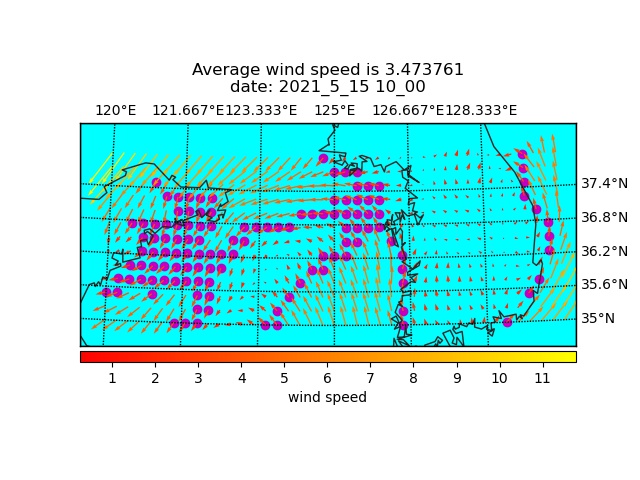 Average wind speed is 3.473761
date: 2021_5_15 10_00
120°E 121.667°E 123.333°E 125°E 126.667°E 128.333°E
37.4°N
36.8°N
36.2°N
35.6°N
35°N
1 2 3 4 5 6 7 8 9 10 11
wind speed